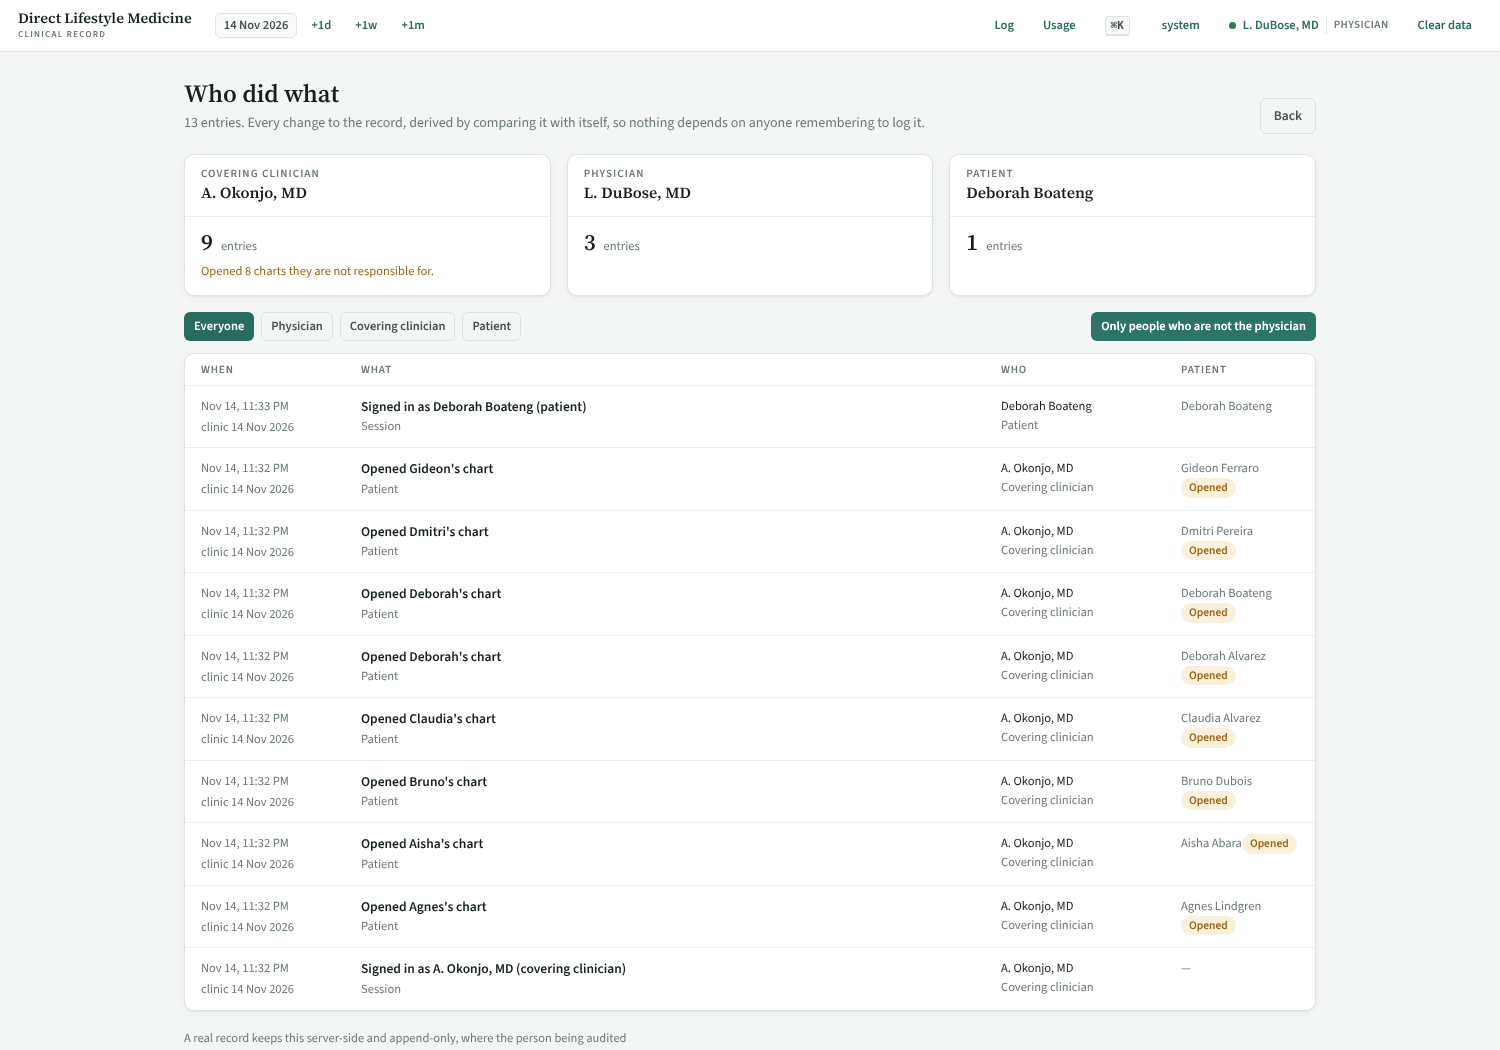 Direct Lifestyle Medicine
CLINICAL RECORD
14 Nov 2026 +1d +1w +1m
Log Usage ⌘K system L. DuBose, MD PHYSICIAN Clear data
Who did what
13 entries. Every change to the record, derived by comparing it with itself, so nothing depends on anyone remembering to log it.
Back
COVERING CLINICIAN
A. Okonjo, MD
9 entries
Opened 8 charts they are not responsible for.
PHYSICIAN
L. DuBose, MD
3 entries
PATIENT
Deborah Boateng
1 entries
Everyone Physician Covering clinician Patient
Only people who are not the physician
WHEN WHAT WHO PATIENT
Nov 14, 11:33 PM Signed in as Deborah Boateng (patient) Deborah Boateng Deborah Boateng
clinic 14 Nov 2026 Session Patient
Nov 14, 11:32 PM Opened Gideon's chart A. Okonjo, MD Gideon Ferraro
clinic 14 Nov 2026 Patient Covering clinician Opened
Nov 14, 11:32 PM Opened Dmitri's chart A. Okonjo, MD Dmitri Pereira
clinic 14 Nov 2026 Patient Covering clinician Opened
Nov 14, 11:32 PM Opened Deborah's chart A. Okonjo, MD Deborah Boateng
clinic 14 Nov 2026 Patient Covering clinician Opened
Nov 14, 11:32 PM Opened Deborah's chart A. Okonjo, MD Deborah Alvarez
clinic 14 Nov 2026 Patient Covering clinician Opened
Nov 14, 11:32 PM Opened Claudia's chart A. Okonjo, MD Claudia Alvarez
clinic 14 Nov 2026 Patient Covering clinician Opened
Nov 14, 11:32 PM Opened Bruno's chart A. Okonjo, MD Bruno Dubois
clinic 14 Nov 2026 Patient Covering clinician Opened
Nov 14, 11:32 PM Opened Aisha's chart A. Okonjo, MD Aisha Abara Opened
clinic 14 Nov 2026 Patient Covering clinician
Nov 14, 11:32 PM Opened Agnes's chart A. Okonjo, MD Agnes Lindgren
clinic 14 Nov 2026 Patient Covering clinician Opened
Nov 14, 11:32 PM Signed in as A. Okonjo, MD (covering clinician) A. Okonjo, MD —
clinic 14 Nov 2026 Session Covering clinician
A real record keeps this server-side and append-only, where the person being audited